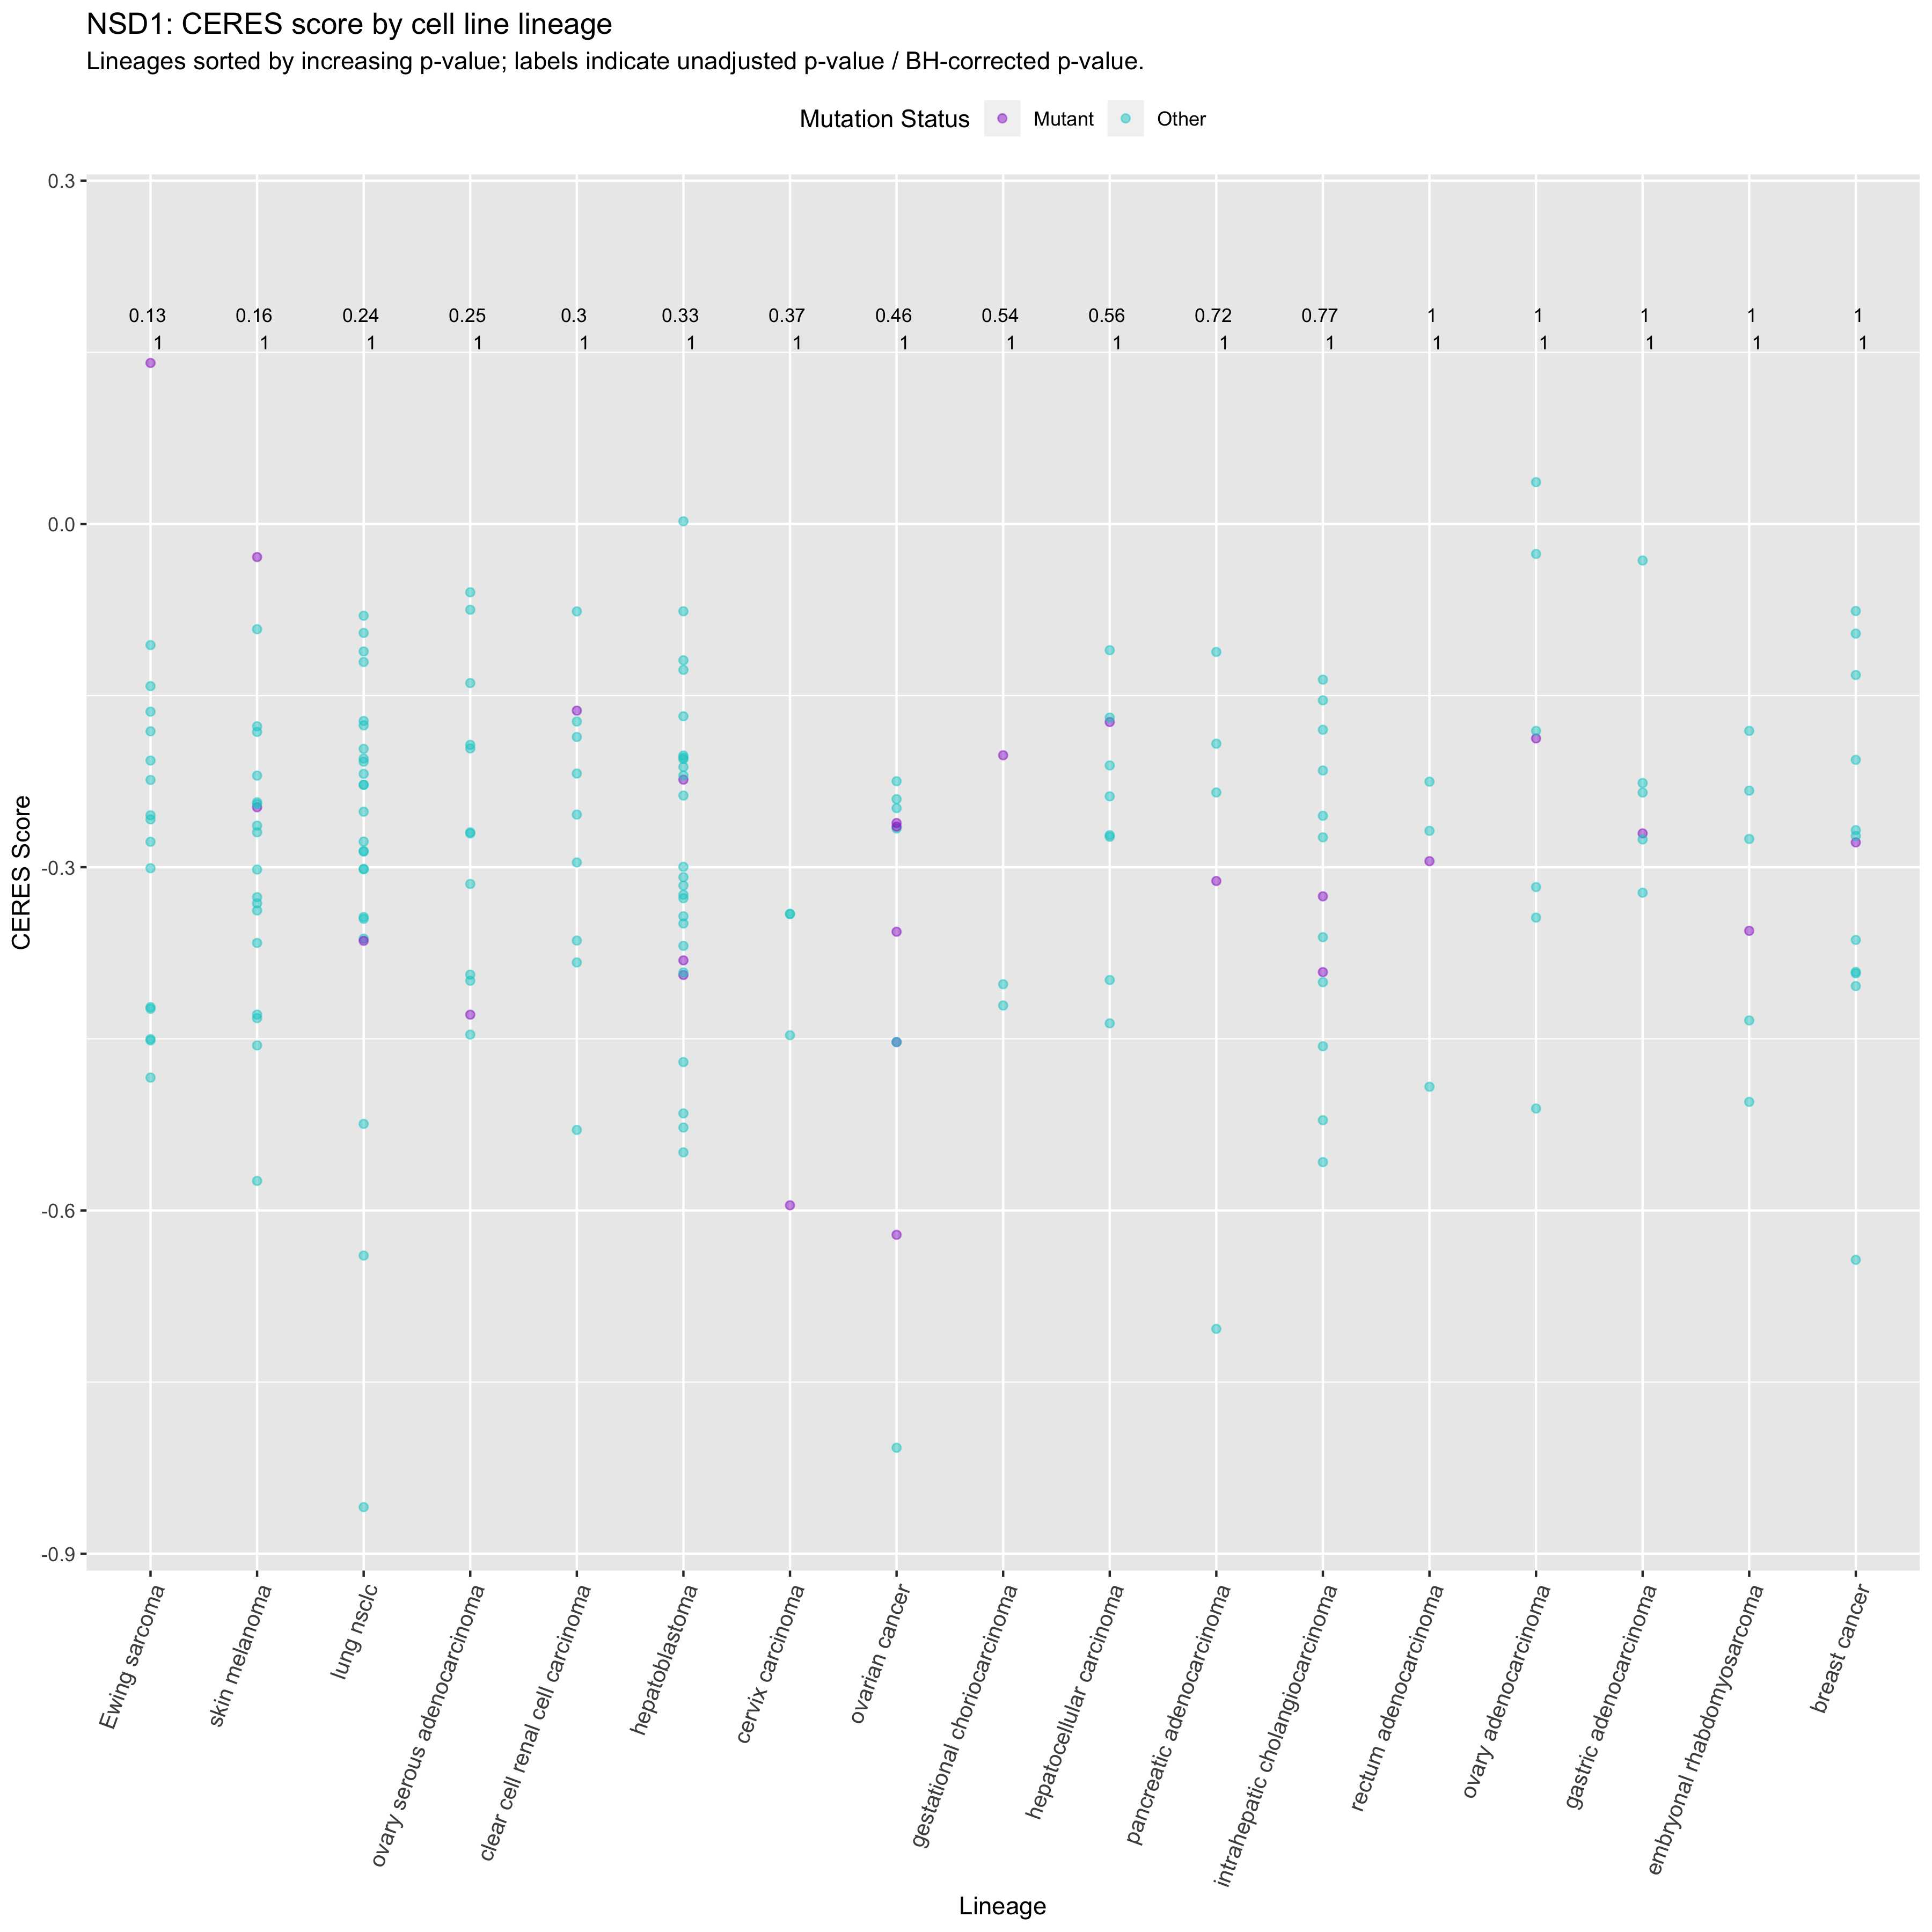 NSD1: CERES score by cell line lineage
Lineages sorted by increasing p-value; labels indicate unadjusted p-value / BH-corrected p-value.
Mutation Status Mutant Other
0.3
0.13 0.16 0.24 0.25 0.3 0.33 0.37 0.46 0.54 0.56 0.72 0.77 1 1 1 1 1
1 1 1 1 1 1 1 1 1 1 1 1 1 1 1 1 1
0.0
-0.3
-0.6
-0.9
CERES Score
Ewing sarcoma
skin melanoma
lung nsclc
ovary serous adenocarcinoma
clear cell renal cell carcinoma
hepatoblastoma
cervix carcinoma
ovarian cancer
gestational choriocarcinoma
hepatocellular carcinoma
pancreatic adenocarcinoma
intrahepatic cholangiocarcinoma
rectum adenocarcinoma
ovary adenocarcinoma
gastric adenocarcinoma
embryonal rhabdomyosarcoma
breast cancer
Lineage